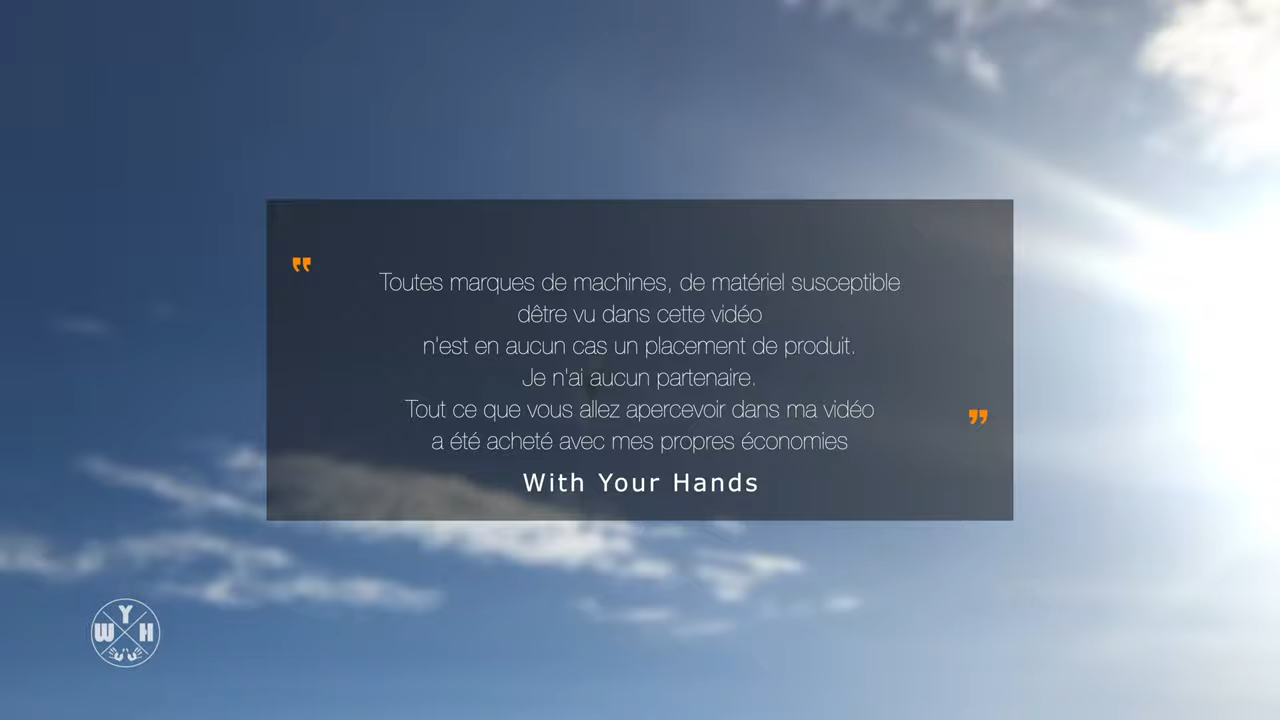 "
Toutes marques de machines, de matériel susceptible
dêtre vu dans cette vidéo
n'est en aucun cas un placement de produit.
Je n'ai aucun partenaire.
Tout ce que vous allez apercevoir dans ma vidéo
"
a été acheté avec mes propres économies
With Your Hands
Y
W H